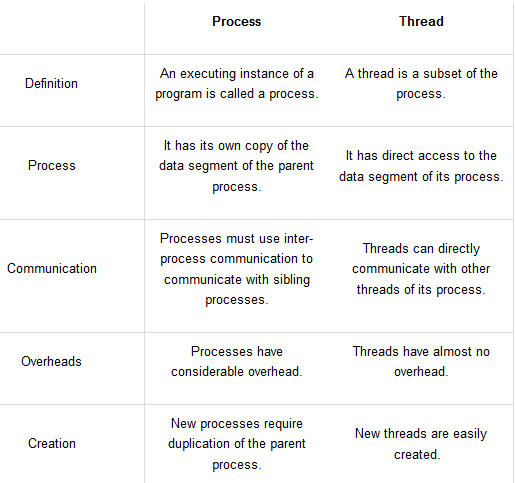 Process Thread
Definition
An executing instance of a
program is called a process.
A thread is a subset of the
process.
Process
It has its own copy of the
data segment of the parent
process.
It has direct access to the
data segment of its process.
Communication
Processes must use inter-
process communication to
communicate with sibling
processes.
Threads can directly
communicate with other
threads of its process.
Overheads
Processes have
considerable overhead.
Threads have almost no
overhead.
Creation
New processes require
duplication of the parent
process.
New threads are easily
created.